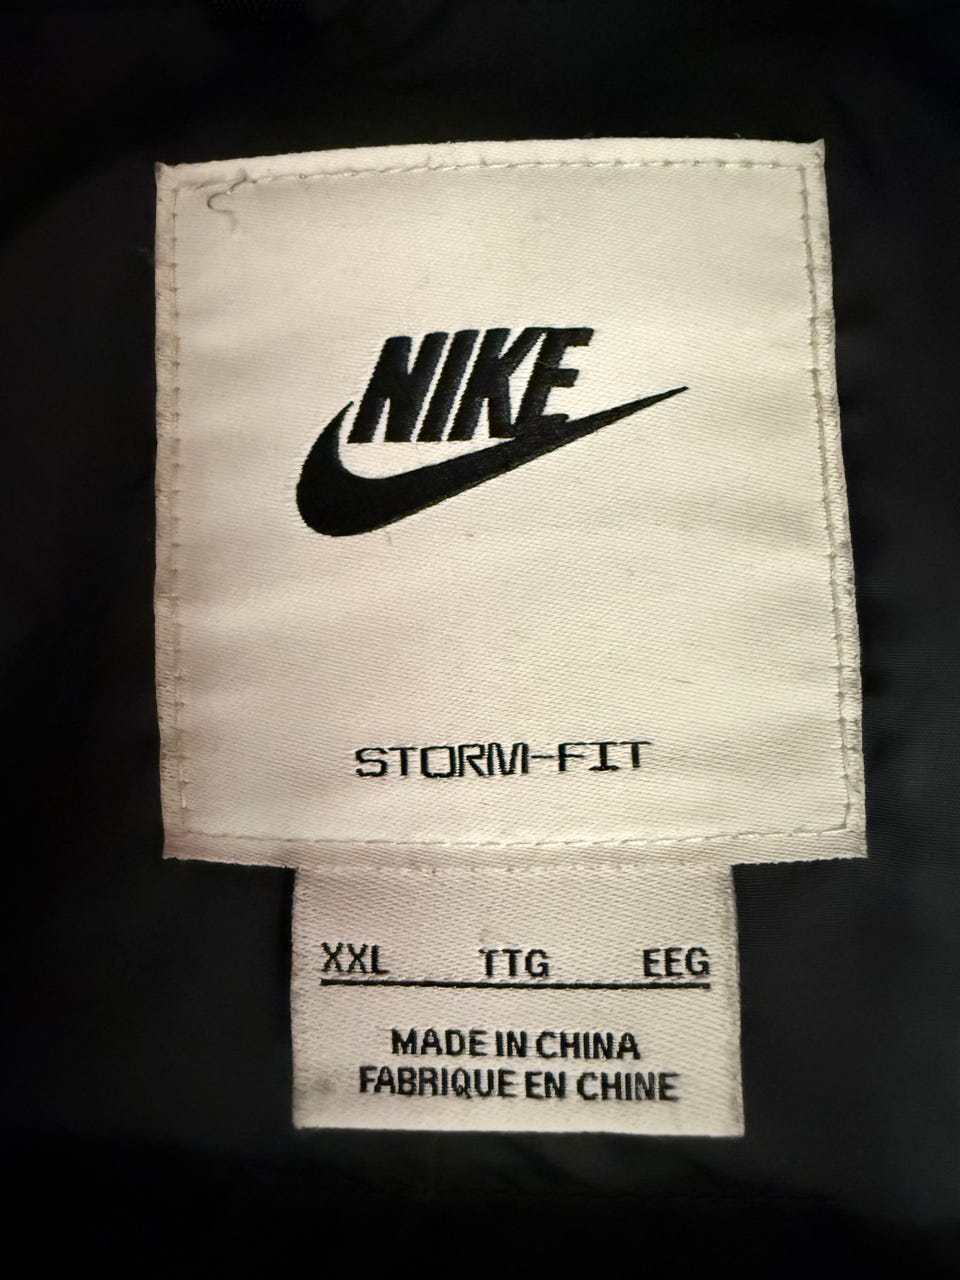 NIKE
STORM-FIT
XXL TTG EEG
MADE IN CHINA
FABRIQUE EN CHINE